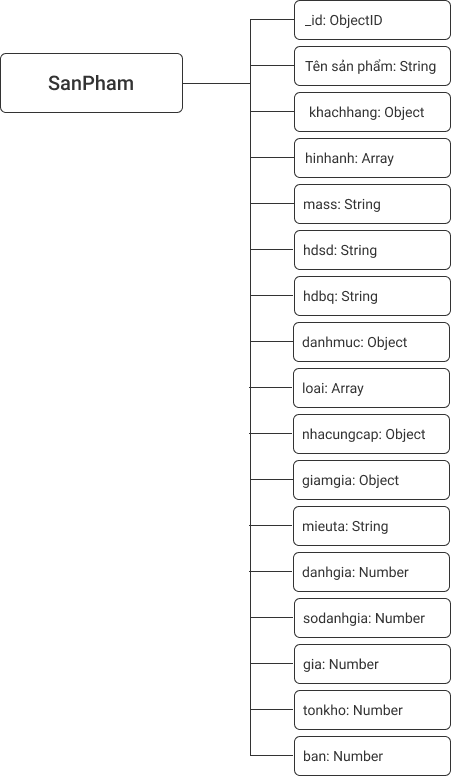 SanPham
_id: ObjectID
Tên sản phẩm: String
khachhang: Object
hinhanh: Array
mass: String
hdsd: String
hdbq: String
danhmuc: Object
loai: Array
nhacungcap: Object
giamgia: Object
mieuta: String
danhgia: Number
sodanhgia: Number
gia: Number
tonkho: Number
ban: Number